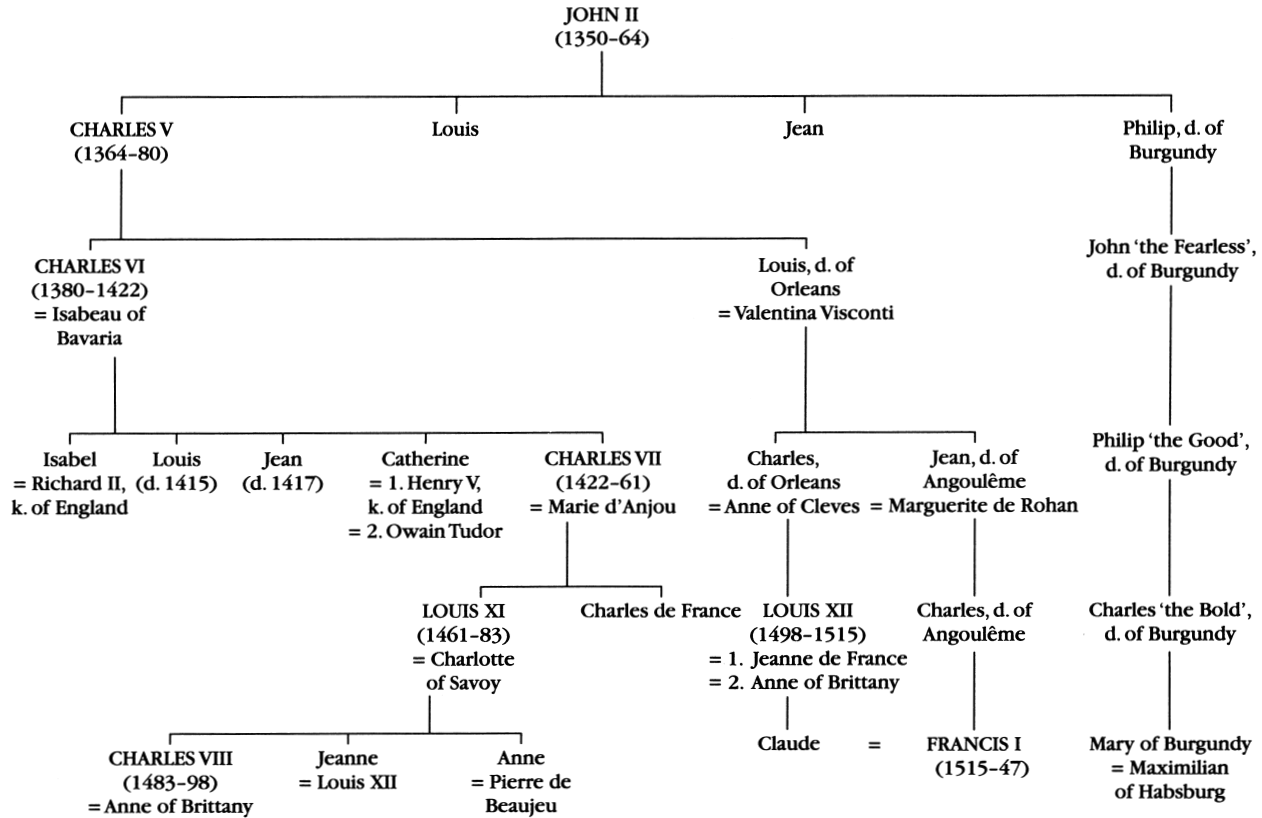 JOHN II
(1350–64)
CHARLES V
(1364–80)
Louis
Jean
Philip, d. of
Burgundy
CHARLES VI
(1380–1422)
= Isabeau of
Bavaria
Louis, d. of
Orleans
= Valentina Visconti
John ‘the Fearless’,
d. of Burgundy
Isabel
= Richard II,
k. of England
Louis
(d. 1415)
Jean
(d. 1417)
Catherine
= 1. Henry V,
k. of England
= 2. Owain Tudor
CHARLES VII
(1422–61)
= Marie d’Anjou
Charles,
d. of Orleans
= Anne of Cleves
Jean, d. of
Angoulême
= Marguerite de Rohan
Philip ‘the Good’,
d. of Burgundy
LOUIS XI
(1461–83)
= Charlotte
of Savoy
Charles de France
LOUIS XII
(1498–1515)
= 1. Jeanne de France
= 2. Anne of Brittany
Charles, d. of
Angoulême
Charles ‘the Bold’,
d. of Burgundy
CHARLES VIII
(1483–98)
= Anne of Brittany
Jeanne
= Louis XII
Anne
= Pierre de
Beaujeu
Claude = FRANCIS I
(1515–47)
Mary of Burgundy
= Maximilian
of Habsburg